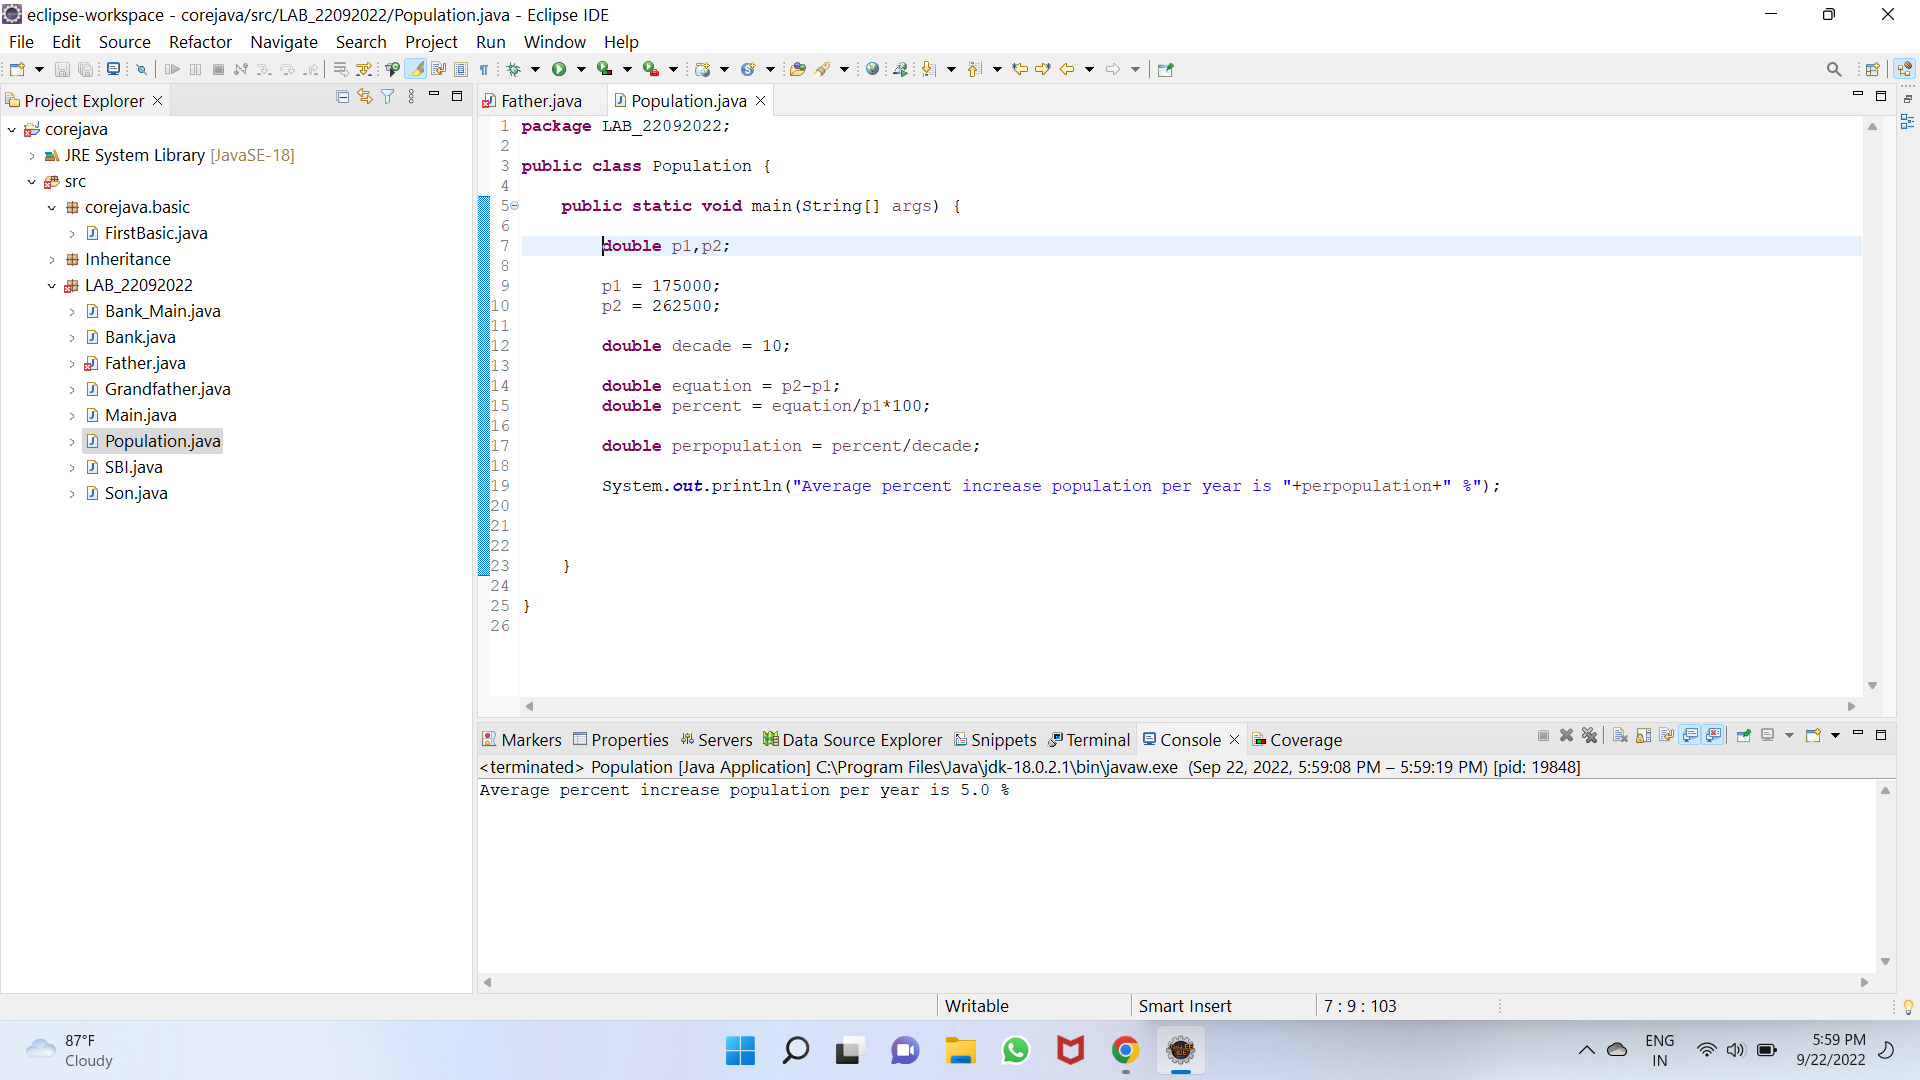 eclipse-workspace - corejava/src/LAB_22092022/Population.java - Eclipse IDE
File Edit Source Refactor Navigate Search Project Run Window Help
Project Explorer
corejava
JRE System Library [JavaSE-18]
src
corejava.basic
FirstBasic.java
Inheritance
LAB_22092022
Bank_Main.java
Bank.java
Father.java
Grandfather.java
Main.java
Population.java
SBI.java
Son.java
Father.java Population.java
1 package LAB_22092022;
2
3 public class Population {
4
5 public static void main(String[] args) {
6
7 double p1,p2;
8
9 p1 = 175000;
10 p2 = 262500;
11
12 double decade = 10;
13
14 double equation = p2-p1;
15 double percent = equation/p1*100;
16
17 double perpopulation = percent/decade;
18
19 System.out.println("Average percent increase population per year is "+perpopulation+" %");
20
21
22
23 }
24
25 }
26
Markers Properties Servers Data Source Explorer Snippets Terminal Console Coverage
<terminated> Population [Java Application] C:\Program Files\Java\jdk-18.0.2.1\bin\javaw.exe (Sep 22, 2022, 5:59:08 PM – 5:59:19 PM) [pid: 19848]
Average percent increase population per year is 5.0 %
Writable Smart Insert 7 : 9 : 103
87°F
Cloudy
ENG
IN
5:59 PM
9/22/2022